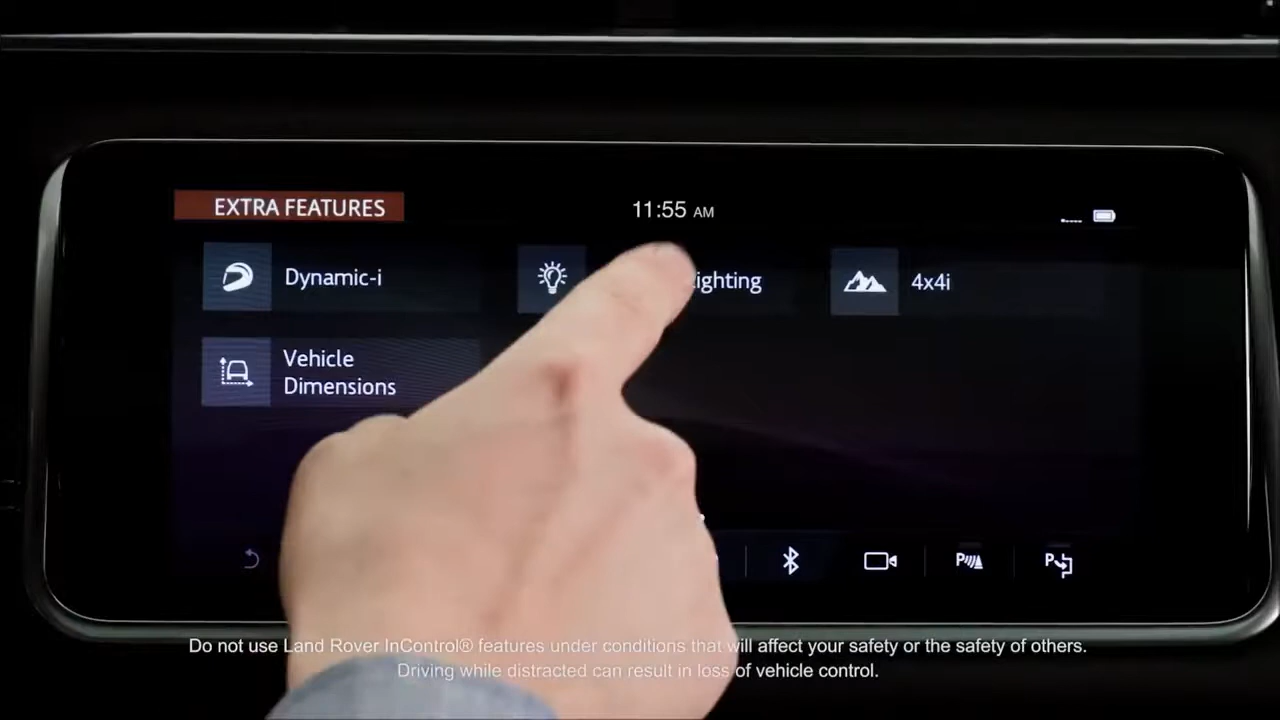 EXTRA FEATURES
11:55 AM
Dynamic-i
4x4i
Vehicle
Dimensions
P
P
Do not use Land Rover InControl® features under conditions that will affect your safety or the safety of others.
Driving while distracted can result in loss of vehicle control.